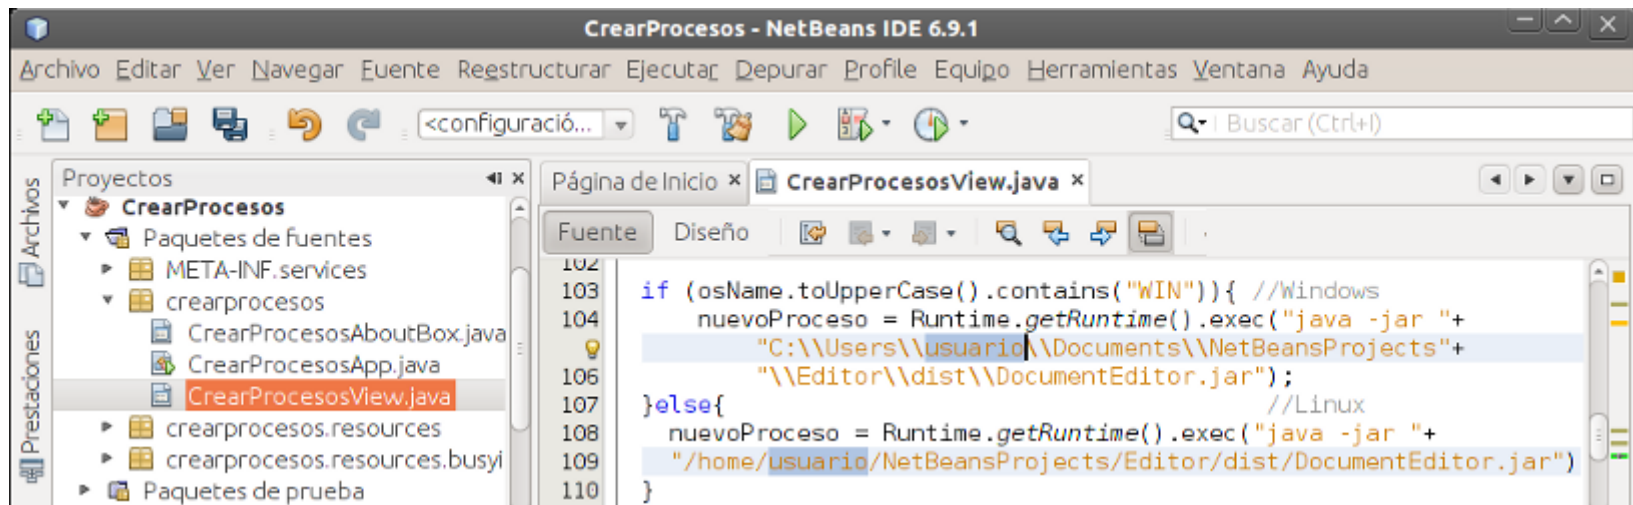 CrearProcesos - NetBeans IDE 6.9.1
Archivo Editar Ver Navegar Fuente Reestructurar Ejecutar Depurar Profile Equipo Herramientas Ventana Ayuda
<configuració... Buscar (Ctrl+I)
Archivos
Prestaciones
Proyectos
CrearProcesos
Paquetes de fuentes
META-INF.services
crearprocesos
CrearProcesosAboutBox.java
CrearProcesosApp.java
CrearProcesosView.java
crearprocesos.resources
crearprocesos.resources.busyi
Paquetes de prueba
Página de Inicio CrearProcesosView.java
Fuente Diseño
102
103 if (osName.toUpperCase().contains("WIN")){ //Windows
104 nuevoProceso = Runtime.getRuntime().exec("java -jar "+
"C:\\Users\\usuario\\Documents\\NetBeansProjects"+
106 "\\Editor\\dist\\DocumentEditor.jar");
107 }else{ //Linux
108 nuevoProceso = Runtime.getRuntime().exec("java -jar "+
109 "/home/usuario/NetBeansProjects/Editor/dist/DocumentEditor.jar")
110 }